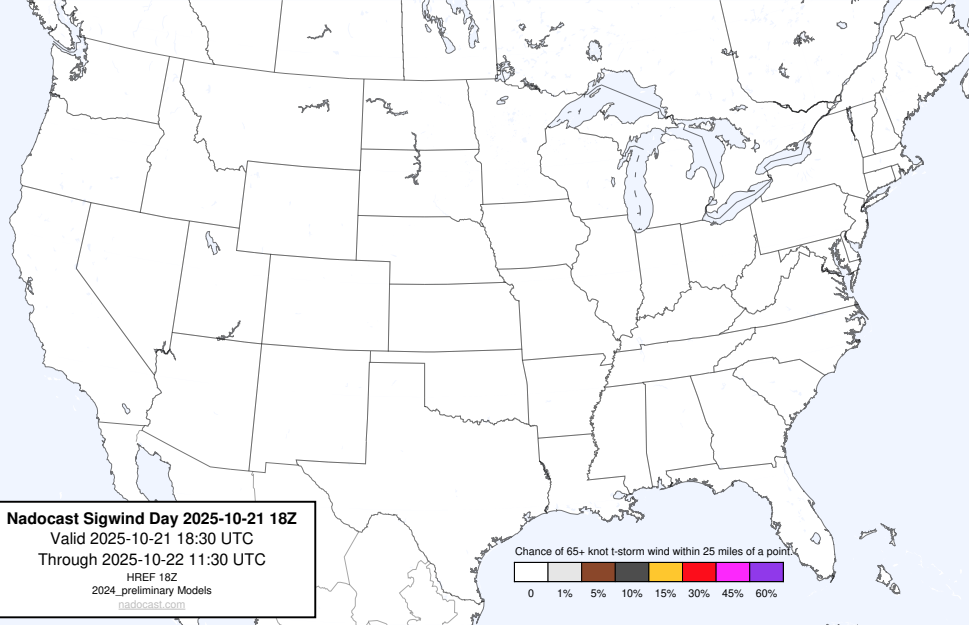 Nadocast Sigwind Day 2025-10-21 18Z
Valid 2025-10-21 18:30 UTC
Through 2025-10-22 11:30 UTC
HREF 18Z
2024_preliminary Models
nadocast.com
Chance of 65+ knot t-storm wind within 25 miles of a point.
0 1% 5% 10% 15% 30% 45% 60%